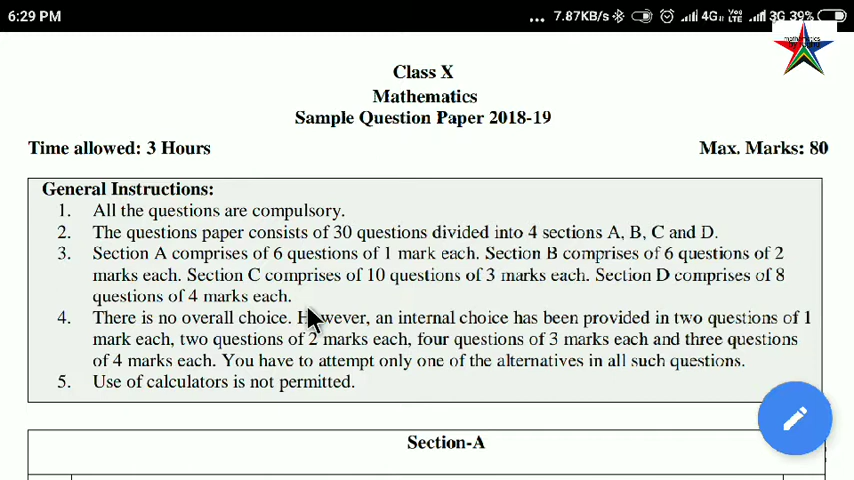 6:29 PM ... 7.87KB/s 4G Vo) LTE 3G 39%
mathematics
Class X
Mathematics
Sample Question Paper 2018-19
Time allowed: 3 Hours Max. Marks: 80
General Instructions:
1. All the questions are compulsory.
2. The questions paper consists of 30 questions divided into 4 sections A, B, C and D.
3. Section A comprises of 6 questions of 1 mark each. Section B comprises of 6 questions of 2
marks each. Section C comprises of 10 questions of 3 marks each. Section D comprises of 8
questions of 4 marks each.
4. There is no overall choice. However, an internal choice has been provided in two questions of 1
mark each, two questions of 2 marks each, four questions of 3 marks each and three questions
of 4 marks each. You have to attempt only one of the alternatives in all such questions.
5. Use of calculators is not permitted.
Section-A